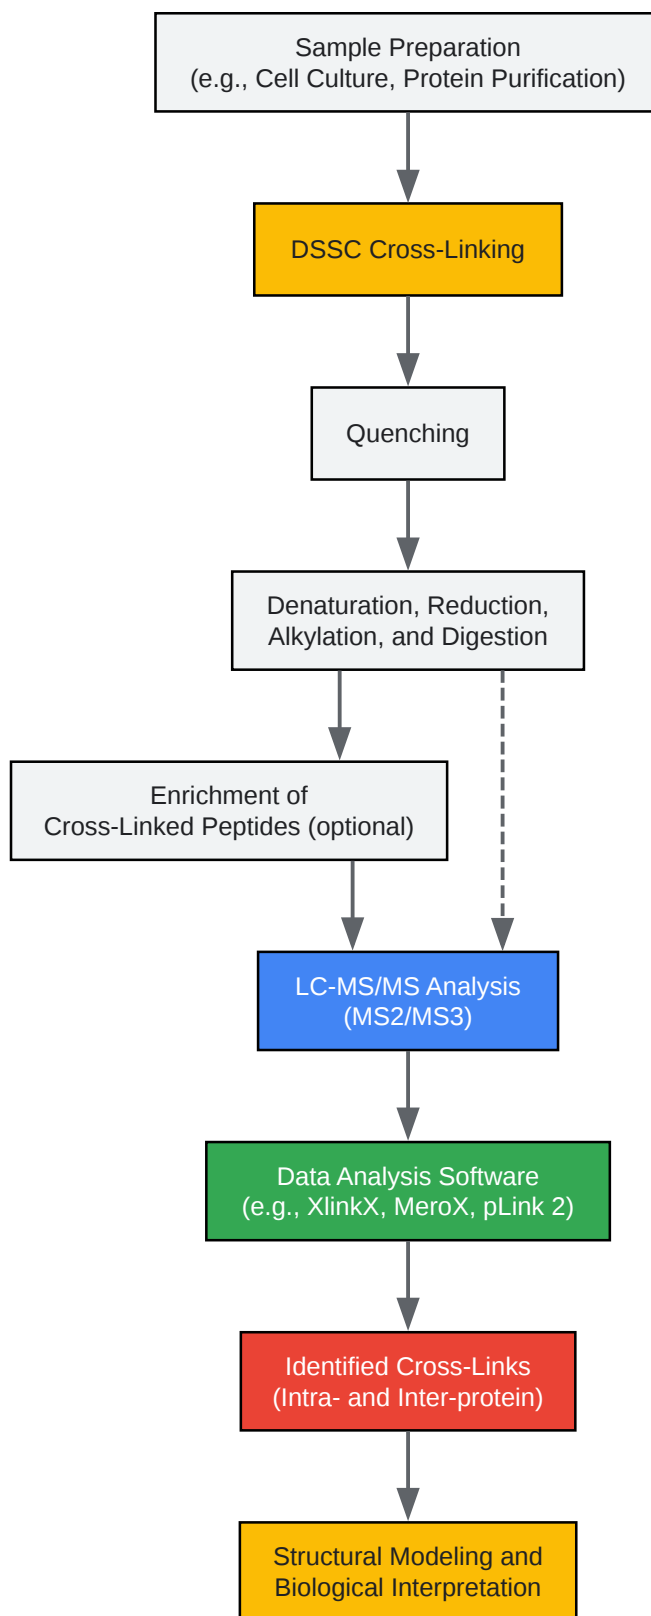 Sample Preparation
(e.g., Cell Culture, Protein Purification)
DSSC Cross-Linking
Quenching
Denaturation, Reduction,
Alkylation, and Digestion
Enrichment of
Cross-Linked Peptides (optional)
LC-MS/MS Analysis
(MS2/MS3)
Data Analysis Software
(e.g., XlinkX, MeroX, pLink 2)
Identified Cross-Links
(Intra- and Inter-protein)
Structural Modeling and
Biological Interpretation